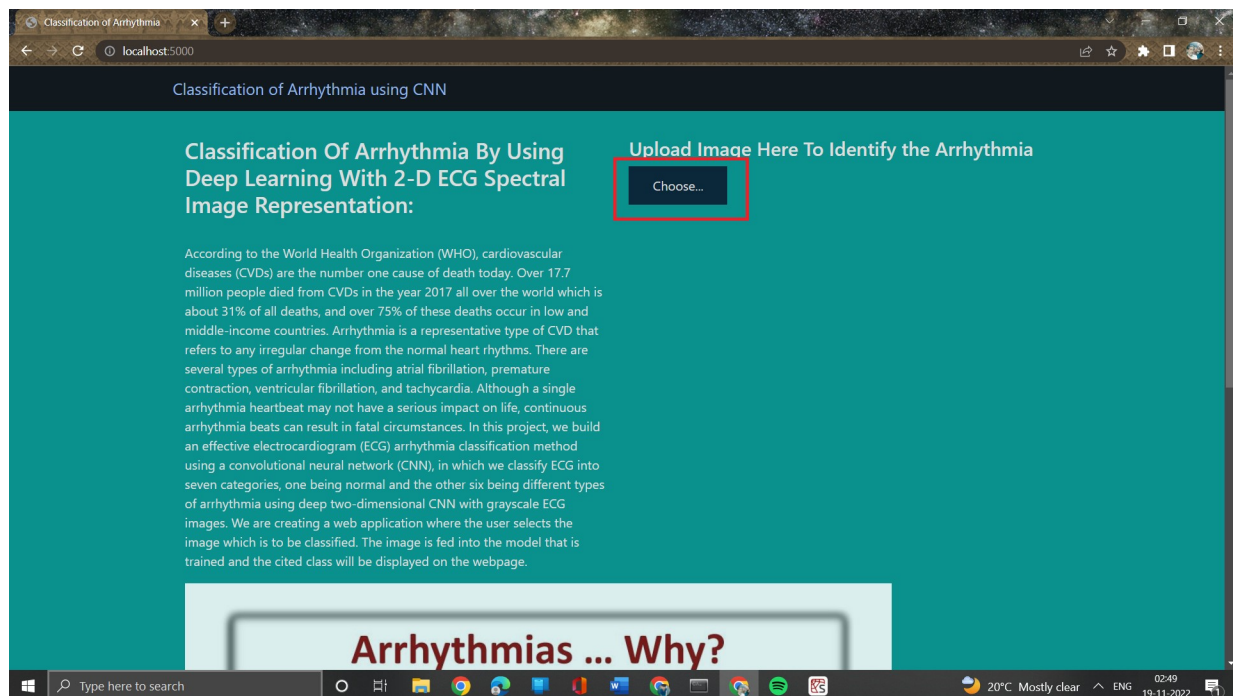 Classification of Arrhythmia
localhost:5000
Classification of Arrhythmia using CNN
Classification Of Arrhythmia By Using
Deep Learning With 2-D ECG Spectral
Image Representation:
According to the World Health Organization (WHO), cardiovascular
diseases (CVDs) are the number one cause of death today. Over 17.7
million people died from CVDs in the year 2017 all over the world which is
about 31% of all deaths, and over 75% of these deaths occur in low and
middle-income countries. Arrhythmia is a representative type of CVD that
refers to any irregular change from the normal heart rhythms. There are
several types of arrhythmia including atrial fibrillation, premature
contraction, ventricular fibrillation, and tachycardia. Although a single
arrhythmia heartbeat may not have a serious impact on life, continuous
arrhythmia beats can result in fatal circumstances. In this project, we build
an effective electrocardiogram (ECG) arrhythmia classification method
using a convolutional neural network (CNN), in which we classify ECG into
seven categories, one being normal and the other six being different types
of arrhythmia using deep two-dimensional CNN with grayscale ECG
images. We are creating a web application where the user selects the
image which is to be classified. The image is fed into the model that is
trained and the cited class will be displayed on the webpage.
Upload Image Here To Identify the Arrhythmia
Choose...
Arrhythmias ... Why?
Type here to search
20°C Mostly clear
ENG
02:49
19-11-2022